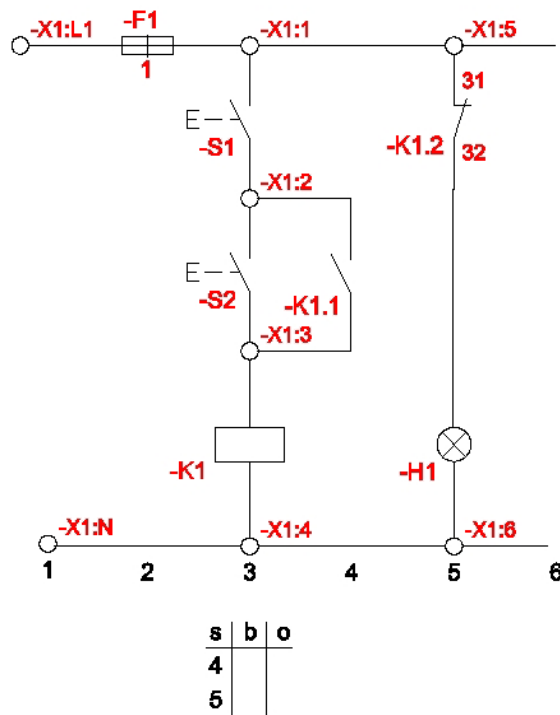 -X1:L1
-F1
1
-X1:1
-X1:5
31
-S1
-K1.2
32
-X1:2
-S2
-K1.1
-X1:3
-K1
-H1
-X1:N
-X1:4
-X1:6
1 2 3 4 5 6
s b o
4
5